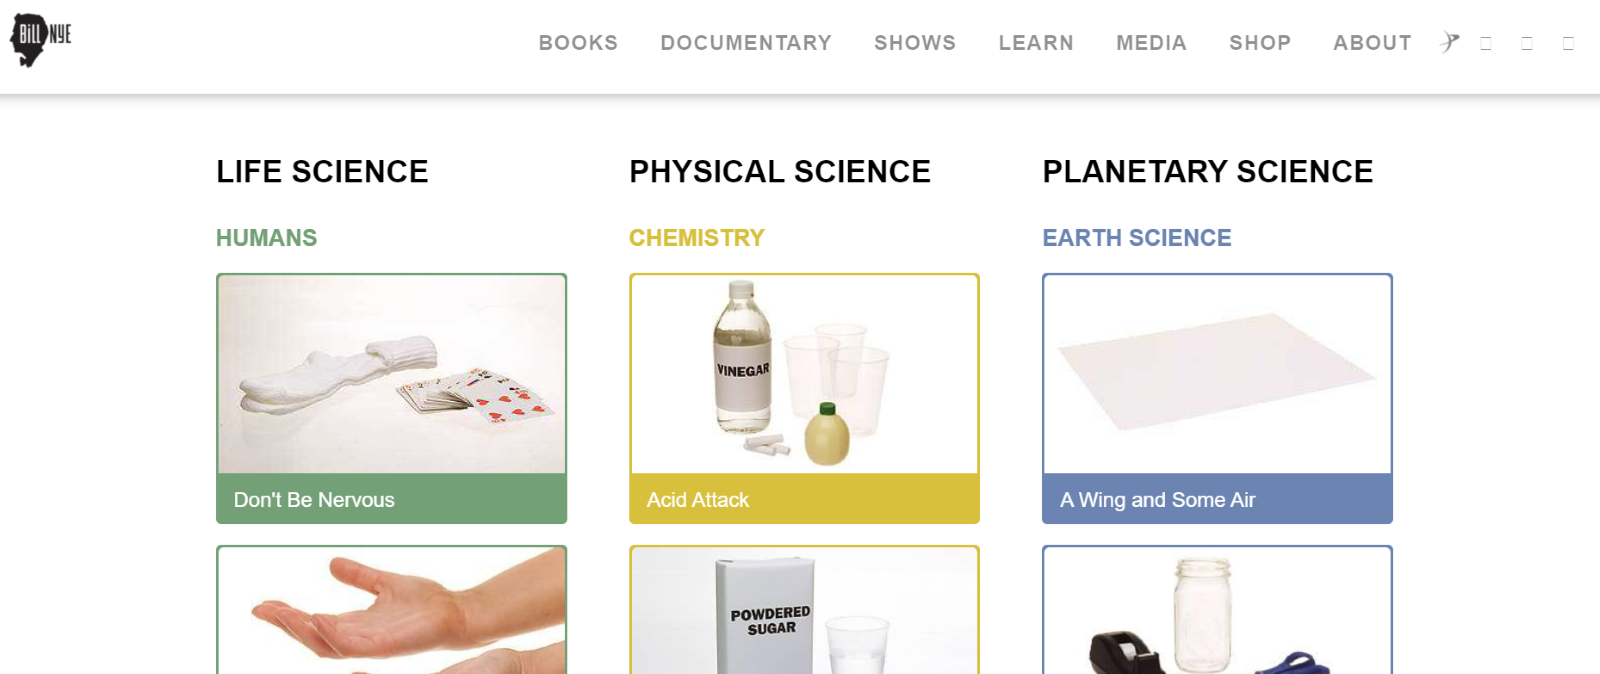 BiLL NYE
BOOKS DOCUMENTARY SHOWS LEARN MEDIA SHOP ABOUT
LIFE SCIENCE
HUMANS
Don't Be Nervous
PHYSICAL SCIENCE
CHEMISTRY
VINEGAR
Acid Attack
POWDERED
SUGAR
PLANETARY SCIENCE
EARTH SCIENCE
A Wing and Some Air